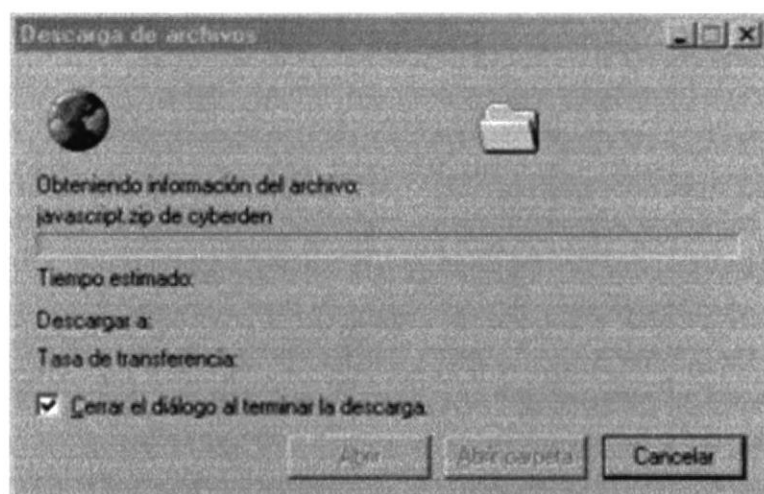 Descarga de archivos
Obteniendo información del archivo:
javascript.zip de cyberden
Tiempo estimado:
Descargar a:
Tasa de transferencia:
Cerrar el diálogo al terminar la descarga.
Abrir Abrir carpeta Cancelar